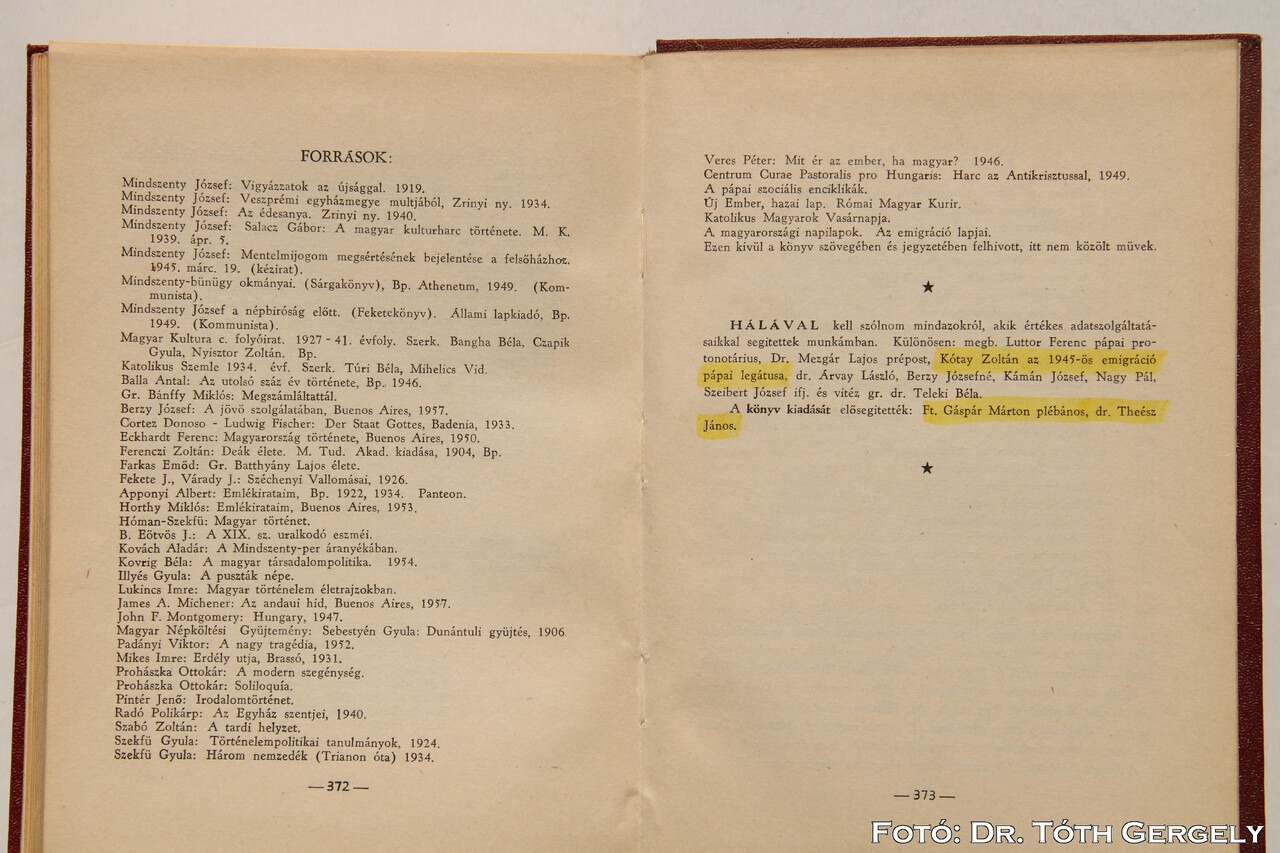 FORRÁSOK:
Mindszenty József: Vigyázzatok az újsággal. 1919.
Mindszenty József: Veszprémi egyházmegye multjából, Zrinyi ny. 1934.
Mindszenty József: Az édesanya. Zrinyi ny. 1940.
Mindszenty József: Salacz Gábor: A magyar kulturharc története. M. K.
1939. ápr. 5.
Mindszenty József: Mentelmijogom megsértésének bejelentése a felsőházhoz,
1945. márc. 19. (kézirat).
Mindszenty-bünügy okmányai. (Sárgakönyv), Bp. Athenetm, 1949. (Kom-
munista).
Mindszenty József a népbiróság előtt. (Feketekönyv). Állami lapkiadó, Bp.
1949. (Kommunista).
Magyar Kultura c. folyóirat. 1927-41. évfoly. Szerk. Bangha Béla, Czapik
Gyula, Nyisztor Zoltán. Bp.
Katolikus Szemle 1934. évf. Szerk. Túri Béla, Mihelics Vid.
Balla Antal: Az utolsó száz év története, Bp. 1946.
Gr. Bánffy Miklós: Megszámláltattál.
Berzy József: A jövö szolgálatában, Buenos Aires, 1957.
Cortez Donoso - Ludwig Fischer: Der Staat Gottes, Badenia, 1933.
Eckhardt Ferenc: Magyarország története, Buenos Aires, 1950.
Ferenczi Zoltán: Deák élete. M. Tud. Akad. kiadása, 1904, Bp.
Farkas Emöd: Gr. Batthyány Lajos élete.
Fekete J., Várady J.: Széchenyi Vallomásai, 1926.
Apponyi Albert: Emlékirataim, Bp. 1922, 1934. Panteon.
Horthy Miklós: Emlékirataim, Buenos Aires, 1953.
Hóman-Szekfü: Magyar történet.
B. Eötvös J.: A XIX. sz. uralkodó eszméi.
Kovách Aladár: A Mindszenty-per áranyékában.
Kovrig Béla: A magyar társadalompolitika. 1954.
Illyés Gyula: A puszták népe.
Lukincs Imre: Magyar történelem életrajzokban.
James A. Michener: Az andaui hid, Buenos Aires, 1957.
John F. Montgomery: Hungary, 1947.
Magyar Népköltési Gyüjtemény: Sebestyén Gyula: Dunántuli gyüjtés, 1906.
Padányi Viktor: A nagy tragédia, 1952.
Mikes Imre: Erdély utja, Brassó, 1931.
Prohászka Ottokár: A modern szegénység.
Prohászka Ottokár: Soliloquía.
Pintér Jenő: Irodalomtörténet.
Radó Polikárp: Az Egyház szentjei, 1940.
Szabó Zoltán: A tardi helyzet.
Szekfü Gyula: Történelempolitikai tanulmányok, 1924.
Szekfü Gyula: Három nemzedék (Trianon óta) 1934.
— 372 —
Veres Péter: Mit ér az ember, ha magyar? 1946.
Centrum Curae Pastoralis pro Hungaris: Harc az Antikrisztussal, 1949.
A pápai szociális enciklikák.
Új Ember, hazai lap. Római Magyar Kurir.
Katolikus Magyarok Vasárnapja.
A magyarországi napilapok. Az emigráció lapjai.
Ezen kivül a könyv szövegében és jegyzetében felhivott, itt nem közölt müvek.
★
HÁLÁVAL kell szólnom mindazokról, akik értékes adatszolgáltatá-
saikkal segitettek munkámban. Különösen: megb. Luttor Ferenc pápai pro-
tonotárius, Dr. Mezgár Lajos prépost, Kótay Zoltán az 1945-ös emigráció
pápai legátusa, dr. Árvay László, Berzy Józsefné, Kámán József, Nagy Pál,
Szeibert József ifj. és vitéz gr. dr. Teleki Béla.
A könyv kiadását elősegitették: Ft. Gáspár Márton plébános, dr. Theész
János.
★
— 373 —
Fotó: Dr. Tóth Gergely